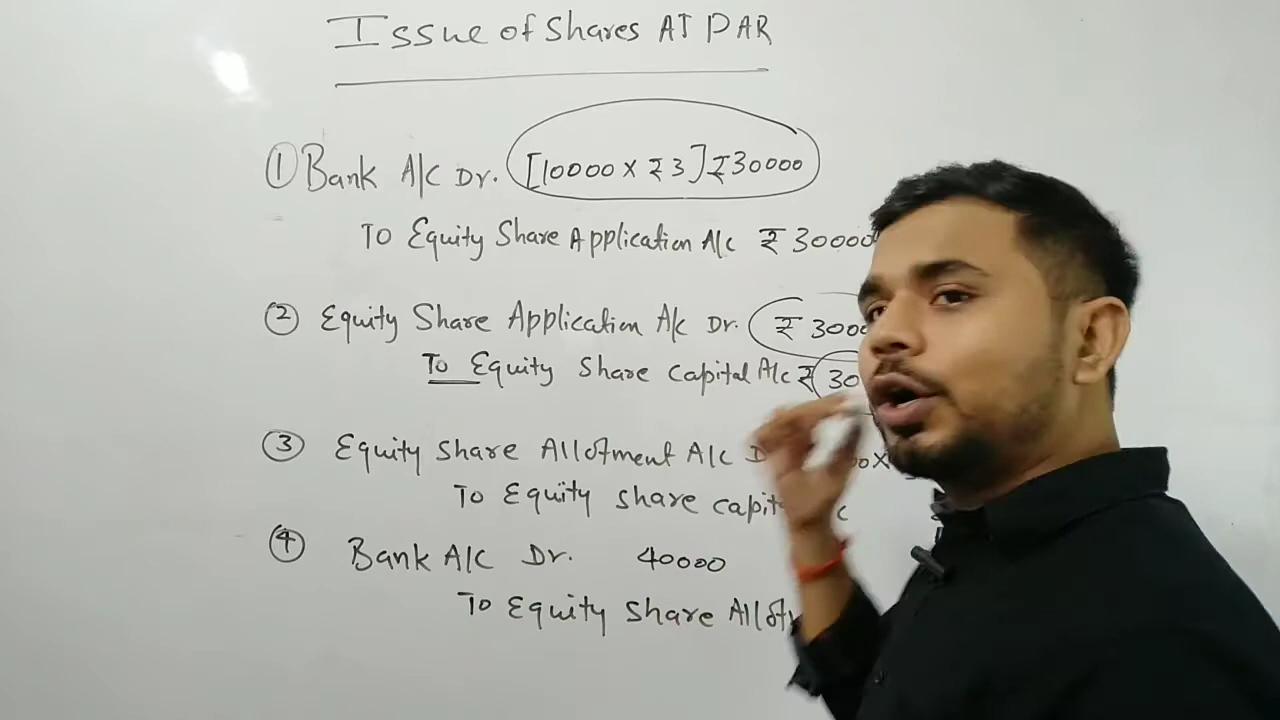 Issue of Shares AT PAR
① Bank A/c Dr. [10000 × ₹3] ₹30000
To Equity Share Application A/c ₹30000
② Equity Share Application A/c Dr. ₹ 3000
To Equity Share capital A/c ₹ 30
③ Equity Share Allotment A/c
To Equity share
④ Bank A/c Dr. 40000
To Equity Share